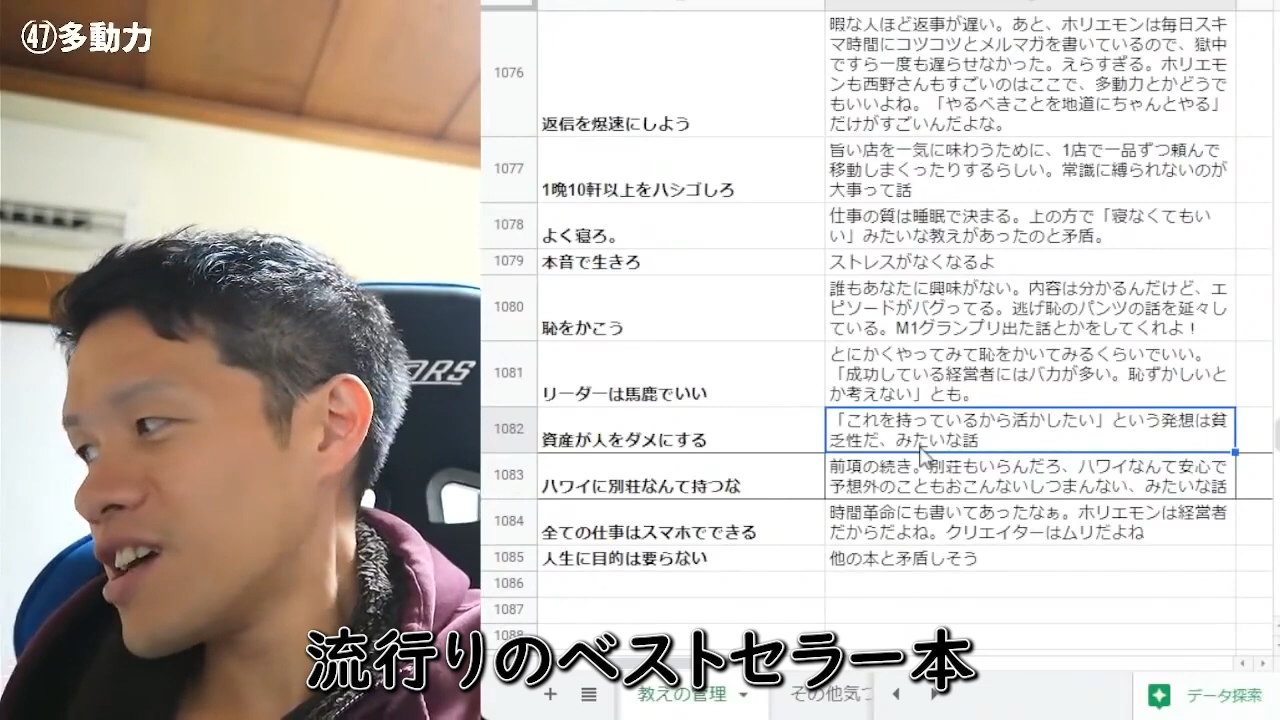 ㊼多動力
ORS
1076
返信を爆速にしよう
暇な人ほど返事が遅い。あと、ホリエモンは毎日スキ
マ時間にコツコツとメルマガを書いているので、獄中
ですら一度も遅らせなかった。えらすぎる。ホリエモ
ンも西野さんもすごいのはここで、多動力とかどうで
もいいよね。「やるべきことを地道にちゃんとやる」
だけがすごいんだよな。
1077
1晩10軒以上をハシゴしろ
旨い店を一気に味わうために、1店で一品ずつ頼んで
移動しまくったりするらしい。常識に縛られないのが
大事って話
1078
よく寝ろ。
仕事の質は睡眠で決まる。上の方で「寝なくてもい
い」みたいな教えがあったのと矛盾。
1079
本音で生きろ
ストレスがなくなるよ
1080
恥をかこう
誰もあなたに興味がない。内容は分かるんだけど、エ
ピソードがバグってる。逃げ恥のパンツの話を延々し
ている。M1グランプリ出た話とかをしてくれよ！
1081
リーダーは馬鹿でいい
とにかくやってみて恥をかいてみるくらいでいい。
「成功している経営者にはバカが多い。恥ずかしいと
か考えない」とも。
1082
資産が人をダメにする
「これを持っているから活かしたい」という発想は貧
乏性だ、みたいな話
1083
ハワイに別荘なんて持つな
前項の続き。別荘もいらんだろ、ハワイなんて安心で
予想外のこともおこんないしつまんない、みたいな話
1084
全ての仕事はスマホでできる
時間革命にも書いてあったなぁ。ホリエモンは経営者
だからだよね。クリエイターはムリだよね
1085
人生に目的は要らない
他の本と矛盾しそう
1086
1087
1088
流行りのベストセラー本
教えの管理
その他気づ
データ探索